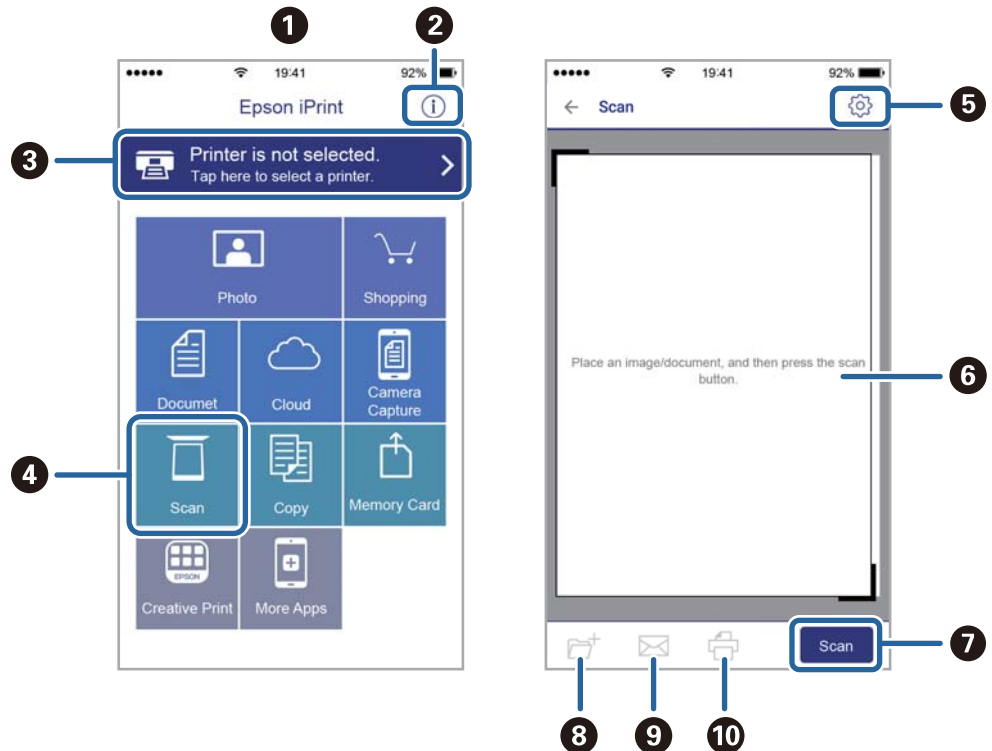 1
2
19:41
92%
Epson iPrint
i
3
Printer is not selected.
Tap here to select a printer.
Photo
Shopping
Documet
Cloud
Camera
Capture
4
Scan
Copy
Memory Card
EPSON
Creative Print
More Apps
19:41
92%
← Scan
5
Place an image/document, and then press the scan
button.
6
Scan
7
8
9
10